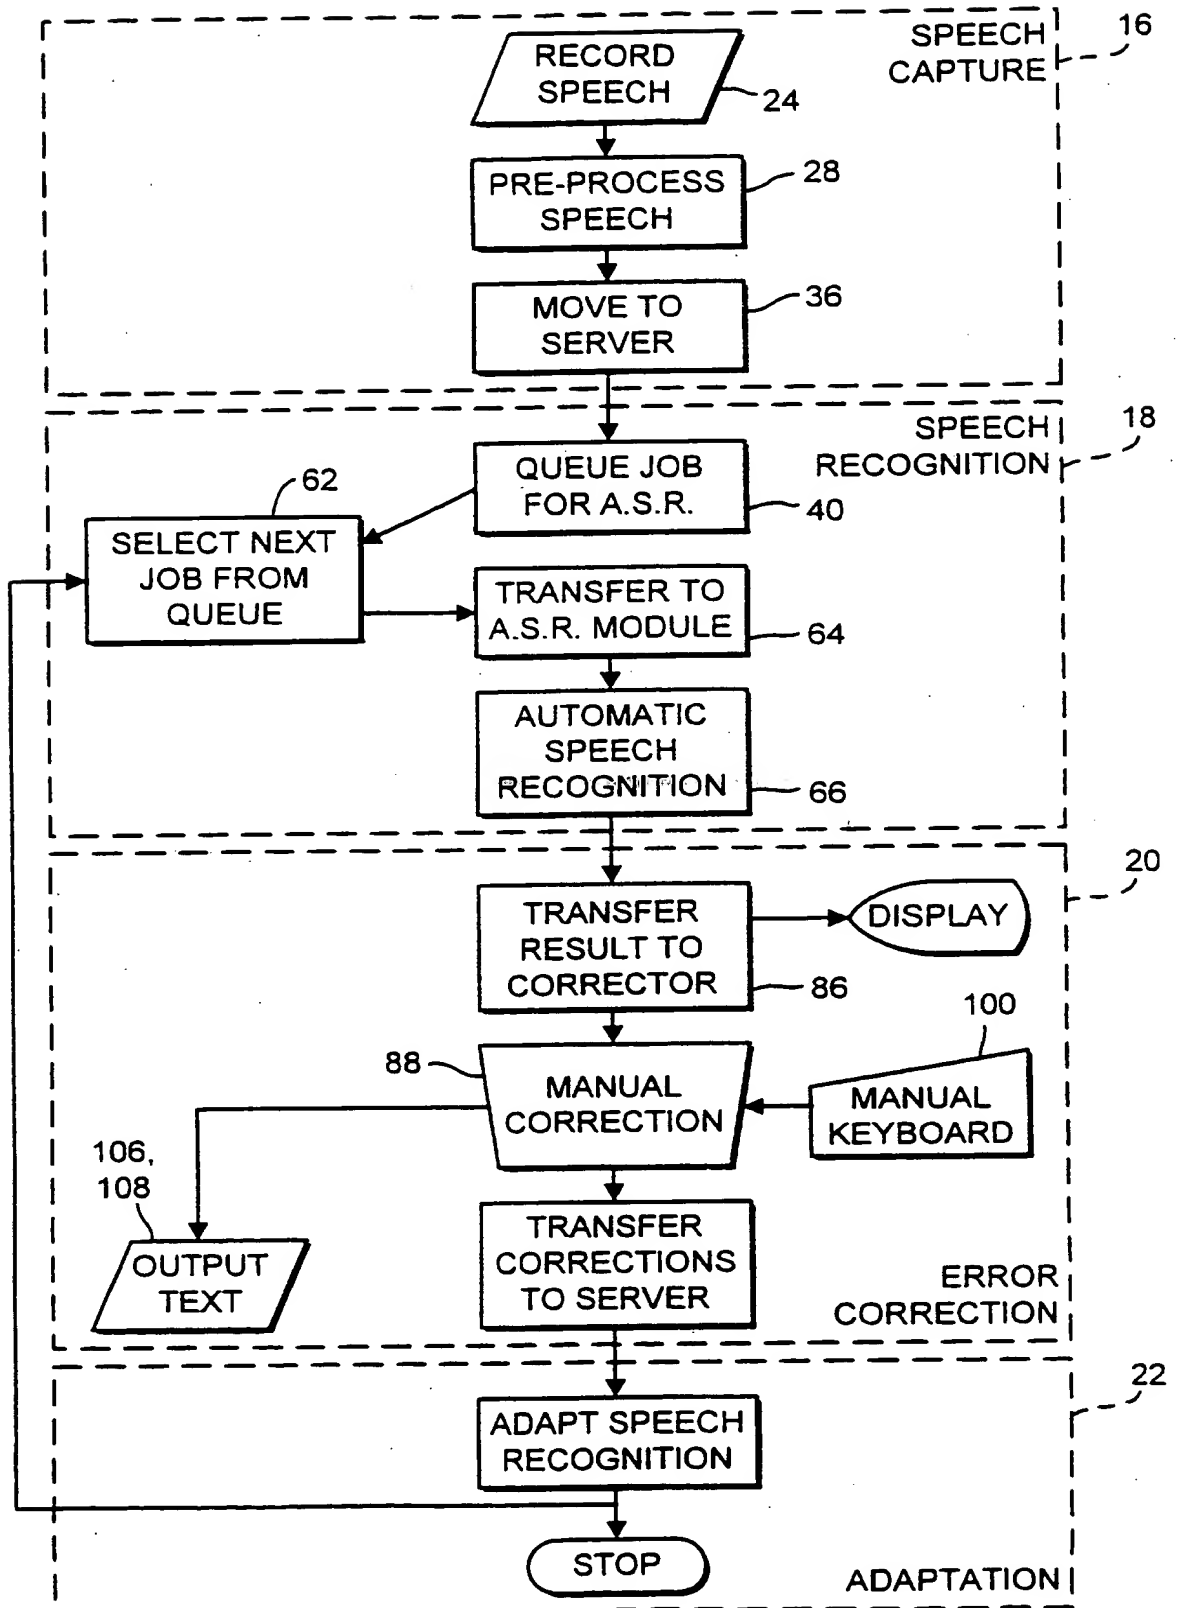 SPEECH
CAPTURE
16
RECORD
SPEECH
24
PRE-PROCESS
SPEECH
28
MOVE TO
SERVER
36
SPEECH
RECOGNITION
18
QUEUE JOB
FOR A.S.R.
40
62
SELECT NEXT
JOB FROM
QUEUE
TRANSFER TO
A.S.R. MODULE
64
AUTOMATIC
SPEECH
RECOGNITION
66
20
TRANSFER
RESULT TO
CORRECTOR
86
DISPLAY
100
88
MANUAL
CORRECTION
MANUAL
KEYBOARD
106,
108
OUTPUT
TEXT
TRANSFER
CORRECTIONS
TO SERVER
ERROR
CORRECTION
22
ADAPT SPEECH
RECOGNITION
STOP
ADAPTATION